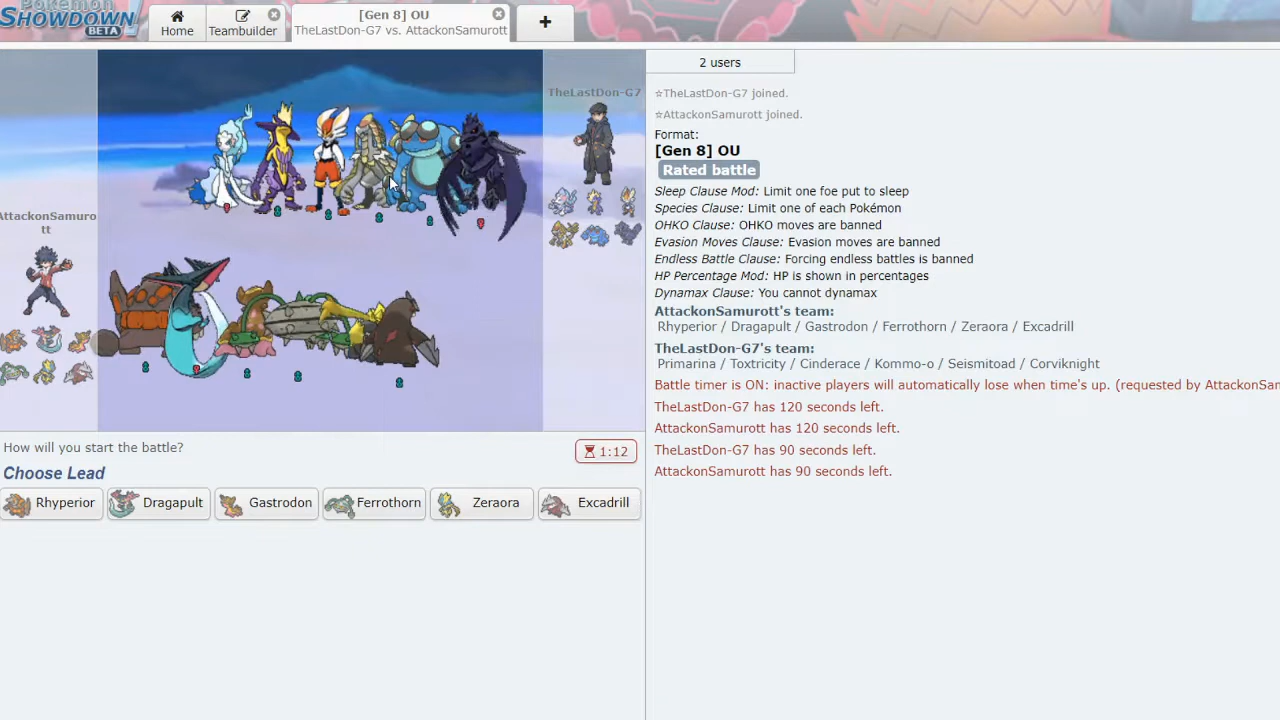 Pokémon
SHOWDOWN
BETA
Home
Teambuilder
[Gen 8] OU
TheLastDon-G7 vs. AttackonSamurott
+
2 users
TheLastDon-G7
AttackonSamuro
tt
☆TheLastDon-G7 joined.
☆AttackonSamurott joined.
Format:
[Gen 8] OU
Rated battle
Sleep Clause Mod: Limit one foe put to sleep
Species Clause: Limit one of each Pokémon
OHKO Clause: OHKO moves are banned
Evasion Moves Clause: Evasion moves are banned
Endless Battle Clause: Forcing endless battles is banned
HP Percentage Mod: HP is shown in percentages
Dynamax Clause: You cannot dynamax
AttackonSamurott's team:
Rhyperior / Dragapult / Gastrodon / Ferrothorn / Zeraora / Excadrill
TheLastDon-G7's team:
Primarina / Toxtricity / Cinderace / Kommo-o / Seismitoad / Corviknight
Battle timer is ON: inactive players will automatically lose when time's up. (requested by AttackonSam
TheLastDon-G7 has 120 seconds left.
AttackonSamurott has 120 seconds left.
TheLastDon-G7 has 90 seconds left.
AttackonSamurott has 90 seconds left.
How will you start the battle?
1:12
Choose Lead
Rhyperior
Dragapult
Gastrodon
Ferrothorn
Zeraora
Excadrill